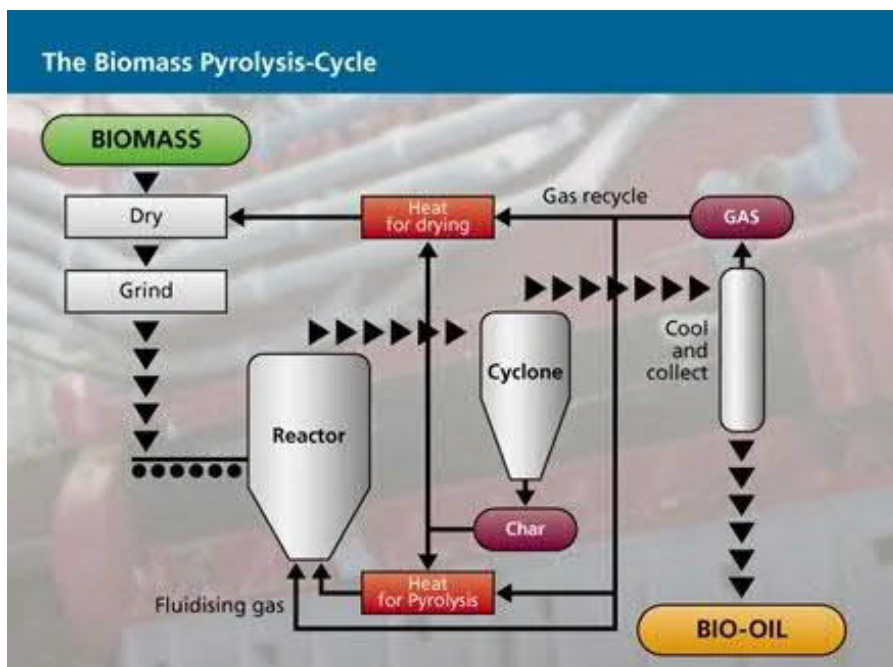 The Biomass Pyrolysis-Cycle
BIOMASS
Dry
Heat
for drying
Gas recycle
GAS
Grind
Cool
and
collect
Cyclone
Reactor
Char
Heat
for Pyrolysis
Fluidising gas
BIO-OIL